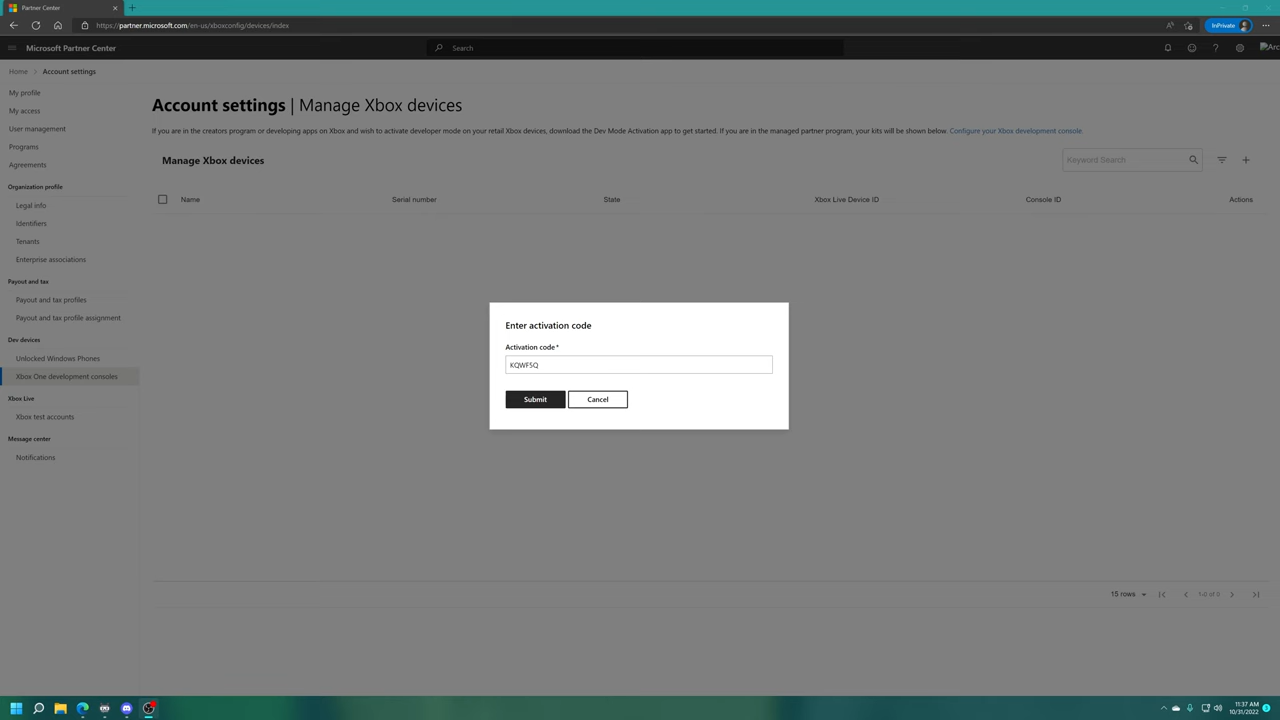 Partner Center
https://partner.microsoft.com/en-us/xboxconfig/devices/index
InPrivate
Microsoft Partner Center
Search
Arc
Home > Account settings
My profile
My access
User management
Programs
Agreements
Organization profile
Legal info
Identifiers
Tenants
Enterprise associations
Payout and tax
Payout and tax profiles
Payout and tax profile assignment
Dev devices
Unlocked Windows Phones
Xbox One development consoles
Xbox Live
Xbox test accounts
Message center
Notifications
Account settings | Manage Xbox devices
If you are in the creators program or developing apps on Xbox and wish to activate developer mode on your retail Xbox devices, download the Dev Mode Activation app to get started. If you are in the managed partner program, your kits will be shown below. Configure your Xbox development console.
Manage Xbox devices
Keyword Search
Name Serial number State Xbox Live Device ID Console ID Actions
Enter activation code
Activation code*
KQWF5Q
Submit Cancel
15 rows
1-0 of 0
11:37 AM
10/31/2022